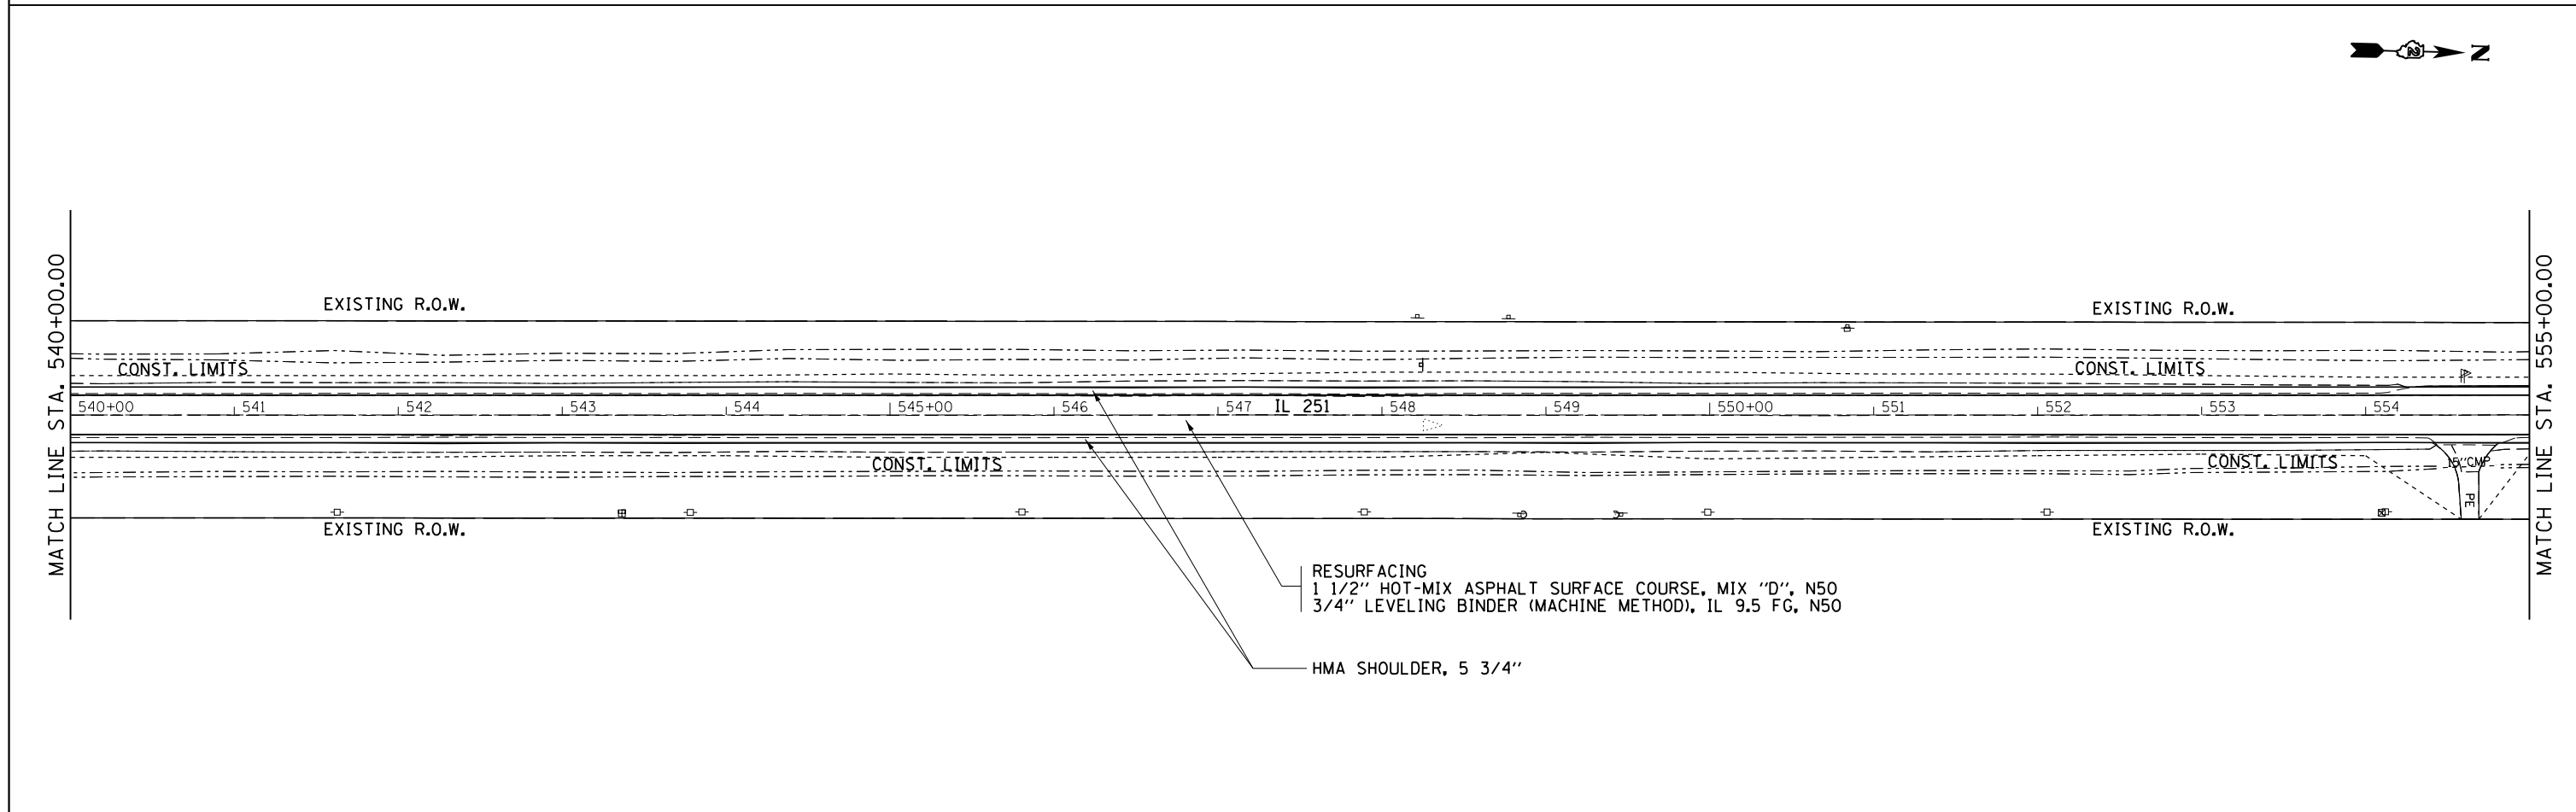 N
EXISTING R.O.W.
EXISTING R.O.W.
CONST. LIMITS
CONST. LIMITS
MATCH LINE STA. 540+00.00
MATCH LINE STA. 555+00.00
540+00 541 542 543 544 545+00 546 547 548 549 550+00 551 552 553 554
IL 251
CONST. LIMITS
CONST. LIMITS
15"CMP
PE
EXISTING R.O.W.
EXISTING R.O.W.
RESURFACING
1 1/2" HOT-MIX ASPHALT SURFACE COURSE, MIX "D", N50
3/4" LEVELING BINDER (MACHINE METHOD), IL 9.5 FG, N50
HMA SHOULDER, 5 3/4"